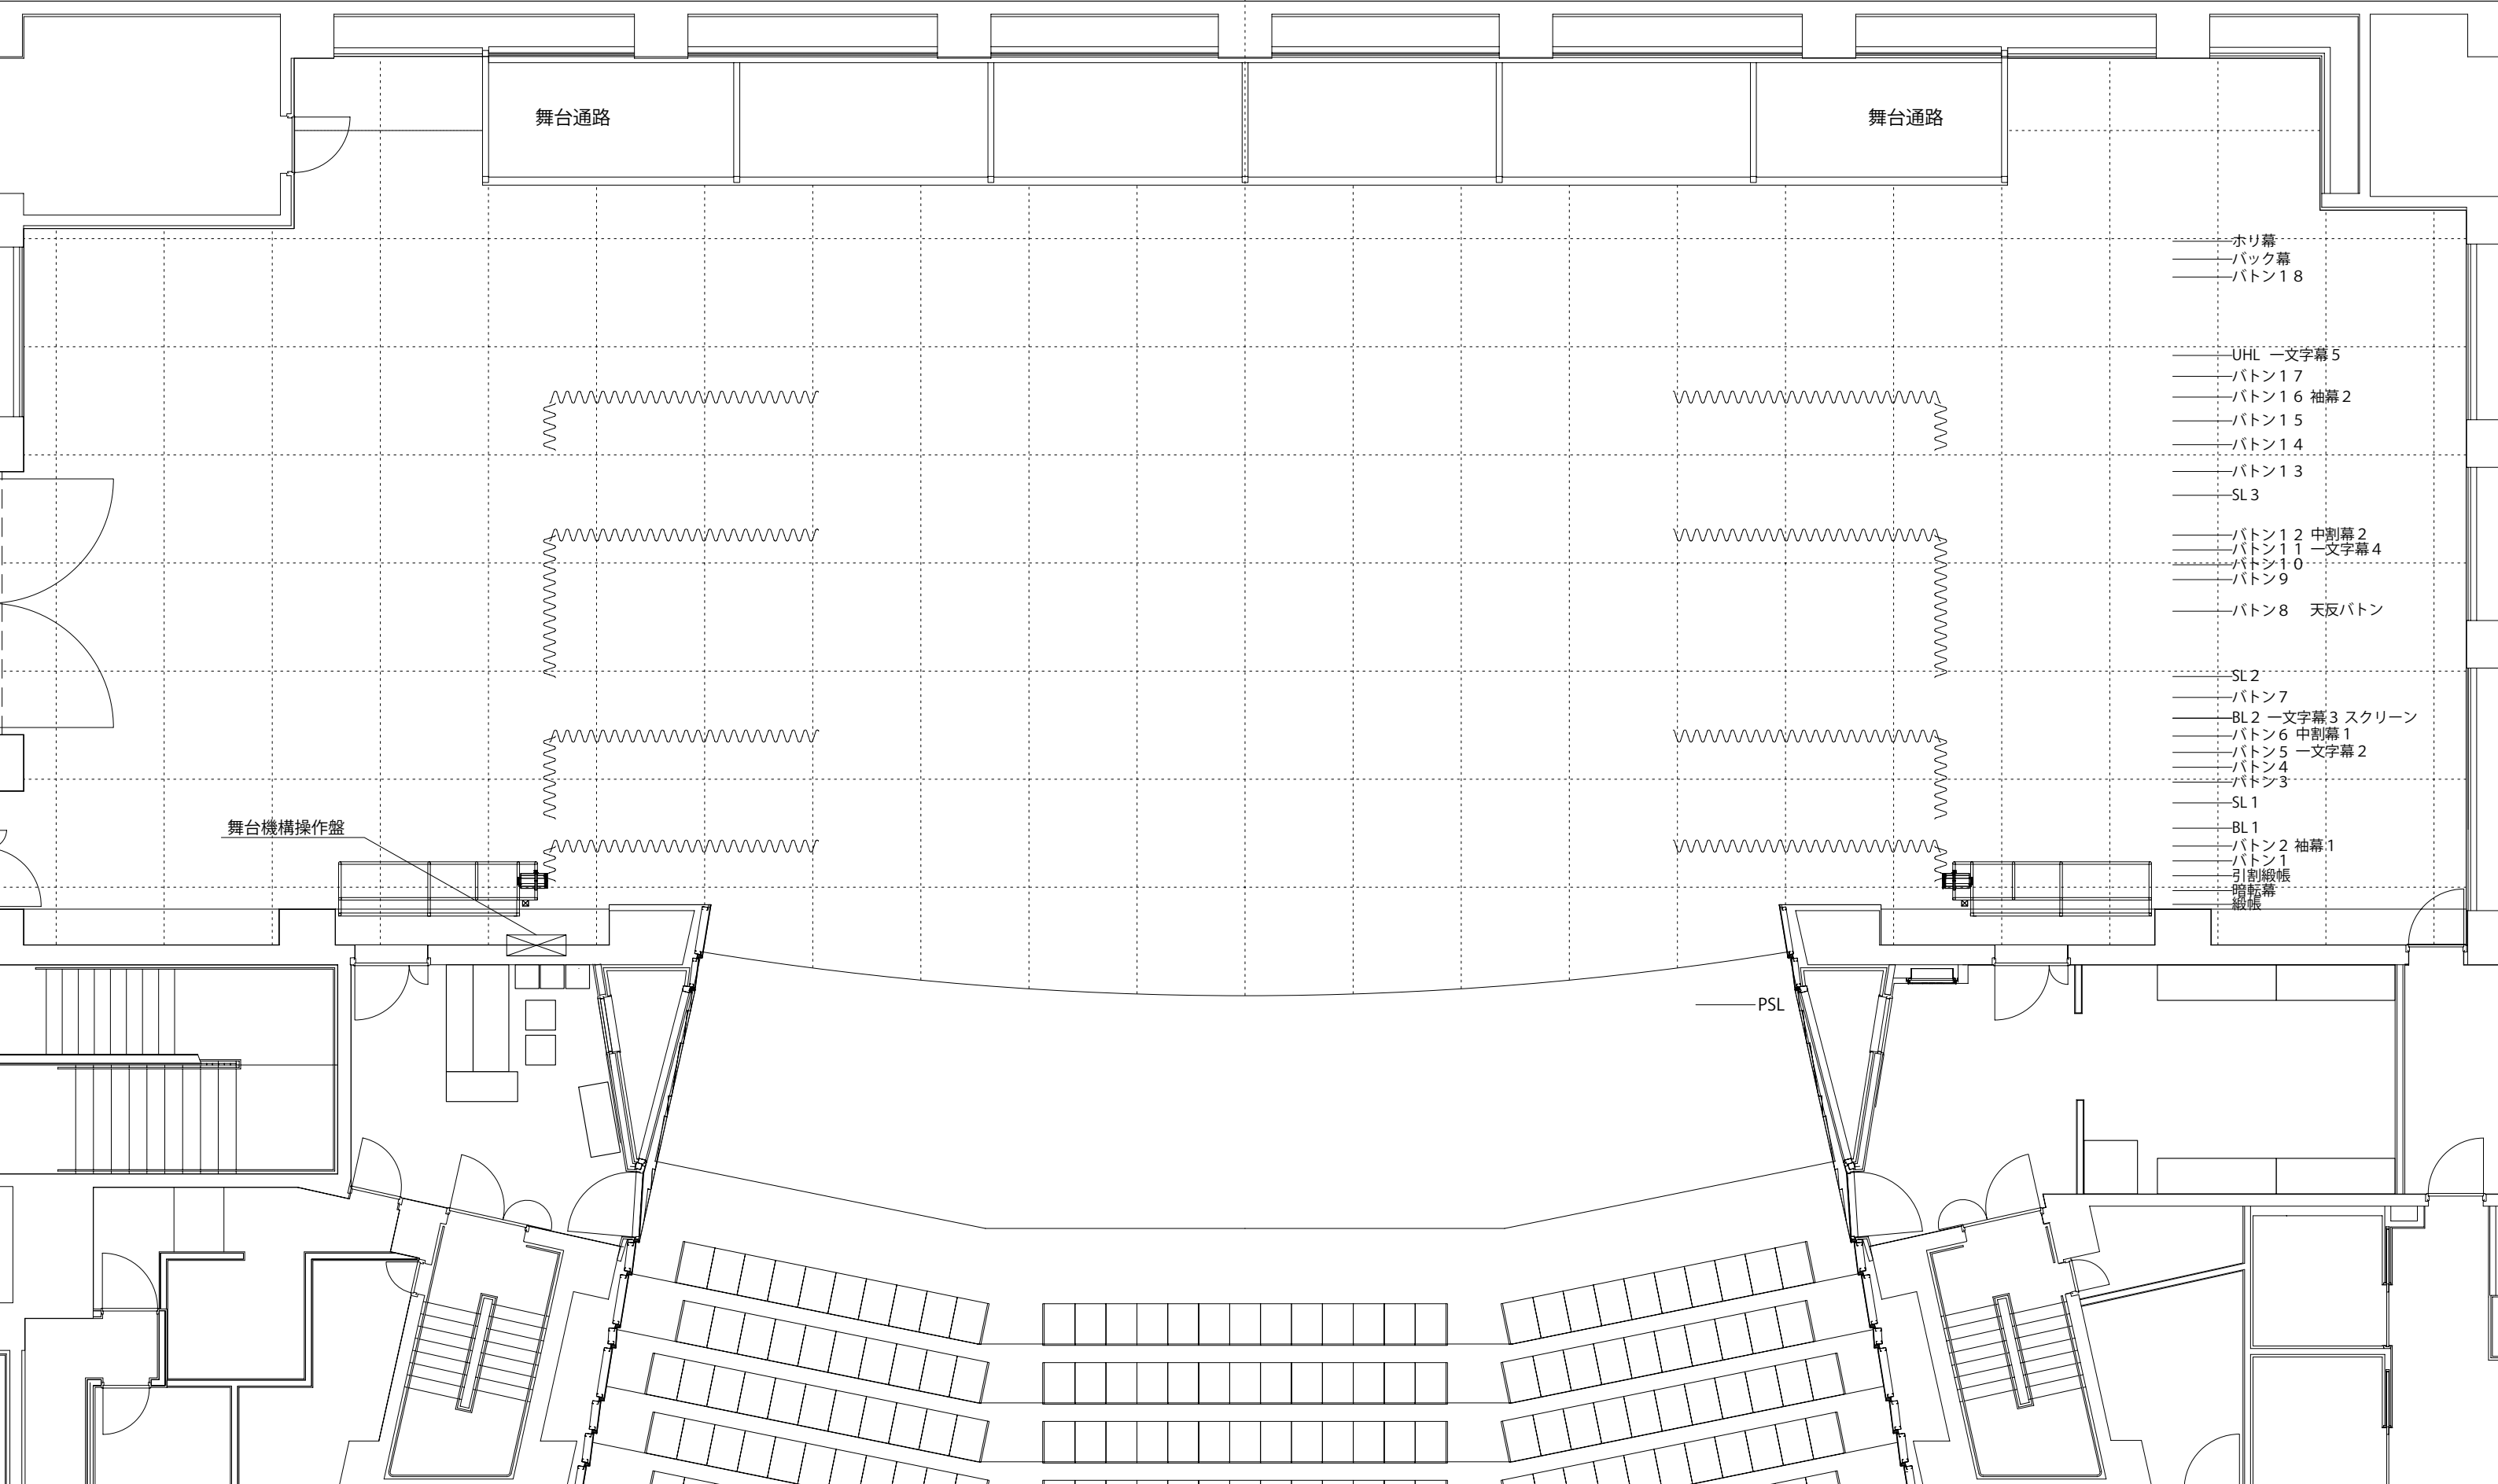 舞台通路
舞台通路
ホリ幕
バック幕
バトン１８
UHL 一文字幕５
バトン１７
バトン１６ 袖幕２
バトン１５
バトン１４
バトン１３
SL３
バトン１２ 中割幕２
バトン１１ 一文字幕４
バトン１０
バトン９
バトン８　天反バトン
SL２
バトン７
BL２ 一文字幕３ スクリーン
バトン６ 中割幕１
バトン５ 一文字幕２
バトン４
バトン３
SL１
舞台機構操作盤
BL１
バトン２ 袖幕１
バトン１
引割緞帳
暗転幕
緞帳
PSL